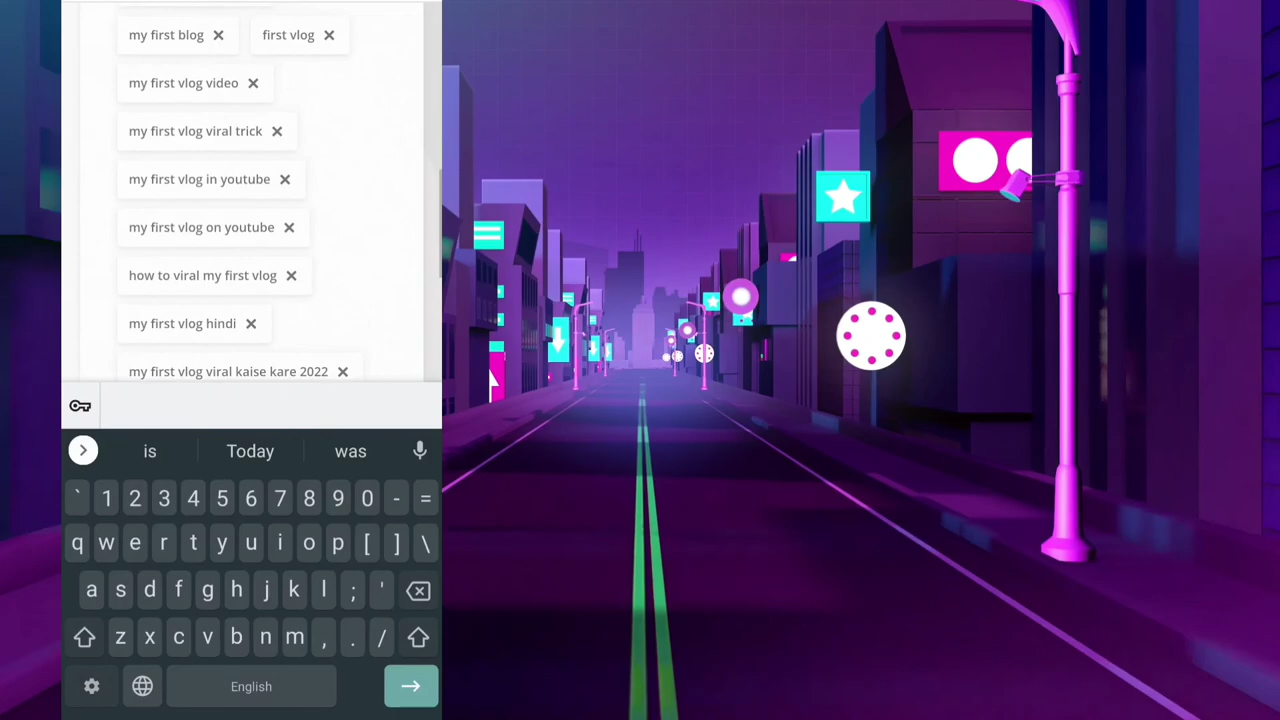 my first blog × first vlog ×
my first vlog video ×
my first vlog viral trick ×
my first vlog in youtube ×
my first vlog on youtube ×
how to viral my first vlog ×
my first vlog hindi ×
my first vlog viral kaise kare 2022 ×
is Today was
` 1 2 3 4 5 6 7 8 9 0 - =
q w e r t y u i o p [ ] \
a s d f g h j k l ; '
z x c v b n m , . /
English